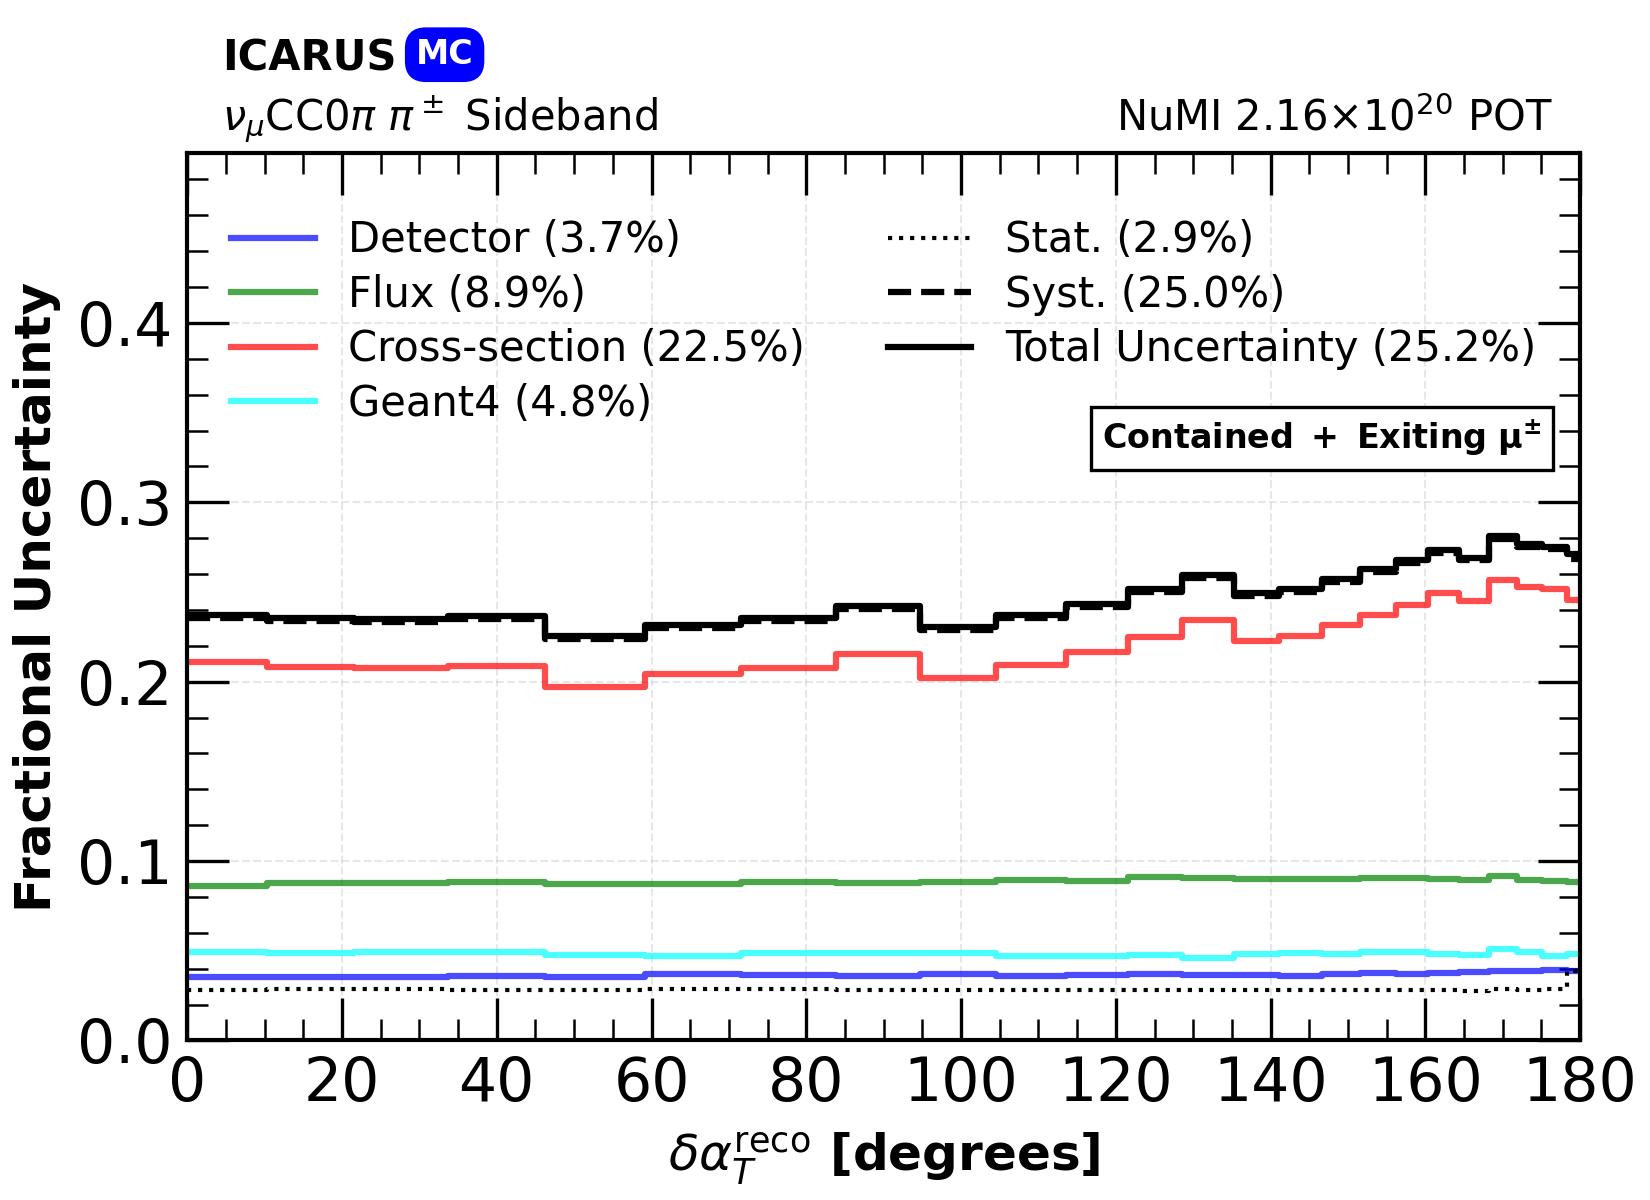 ICARUS MC
νμCC0π π± Sideband
NuMI 2.16×10²⁰ POT
Detector (3.7%)
Flux (8.9%)
Cross-section (22.5%)
Geant4 (4.8%)
Stat. (2.9%)
Syst. (25.0%)
Total Uncertainty (25.2%)
Contained + Exiting μ±
Fractional Uncertainty
0.4
0.3
0.2
0.1
0.0
0 20 40 60 80 100 120 140 160 180
δα_T^reco [degrees]